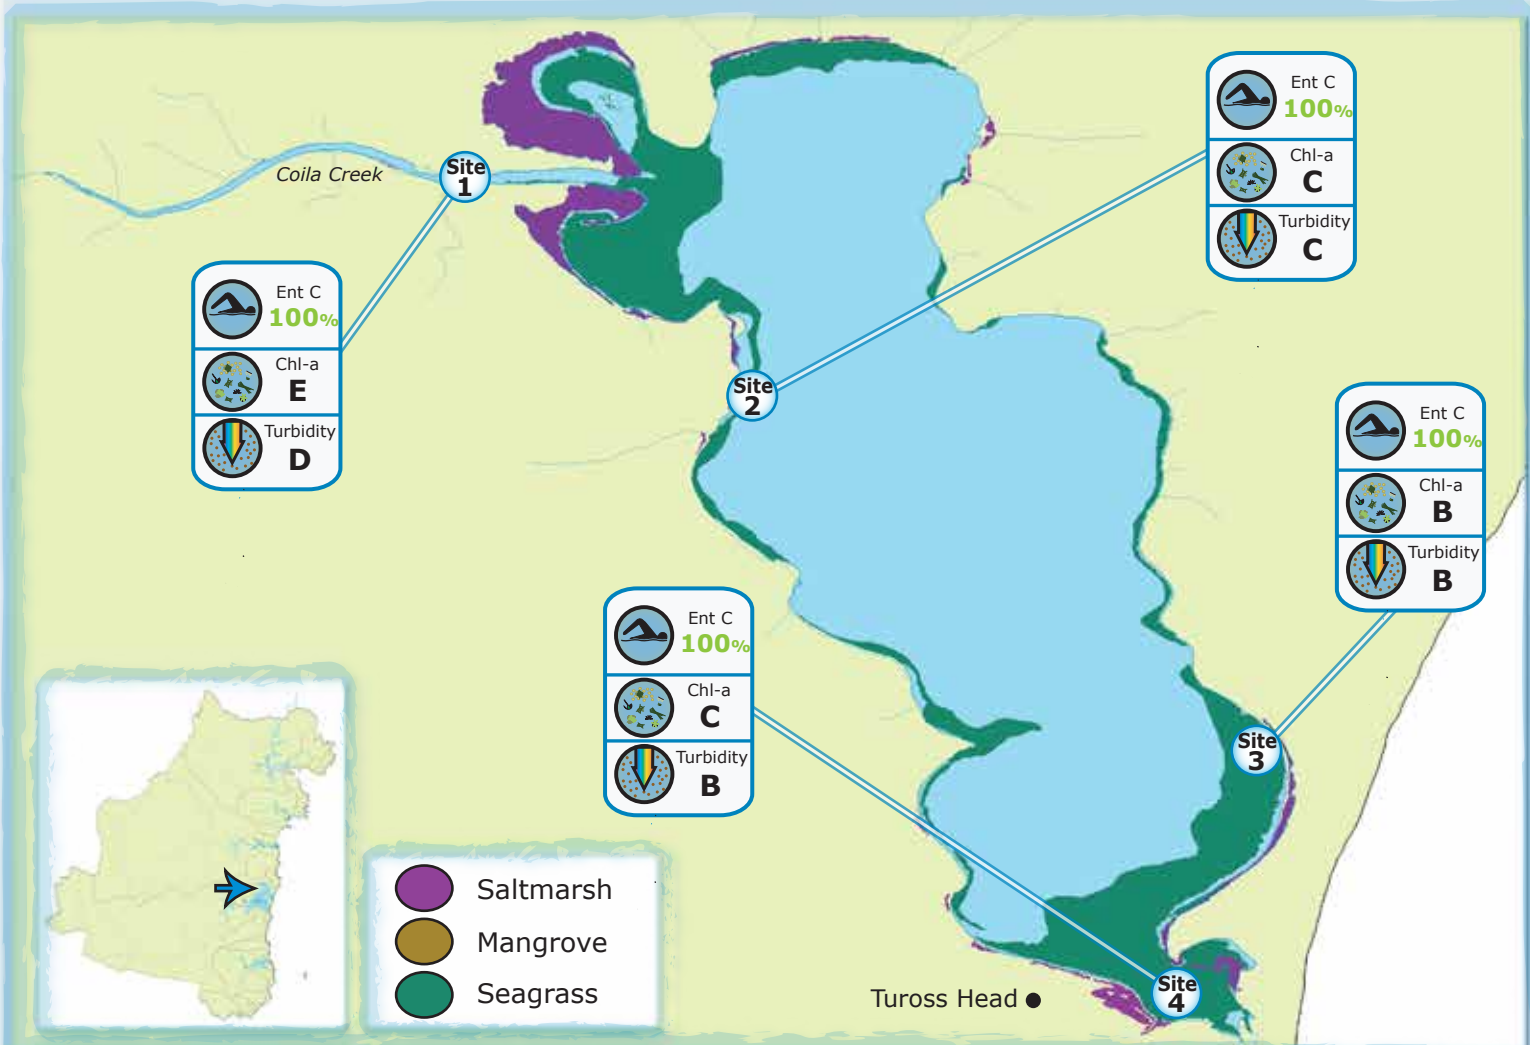 Coila Creek
Site
1
Ent C
100%
Chl-a
E
Turbidity
D
Site
2
Ent C
100%
Chl-a
C
Turbidity
C
Site
3
Ent C
100%
Chl-a
B
Turbidity
B
Site
4
Ent C
100%
Chl-a
C
Turbidity
B
Saltmarsh
Mangrove
Seagrass
Tuross Head